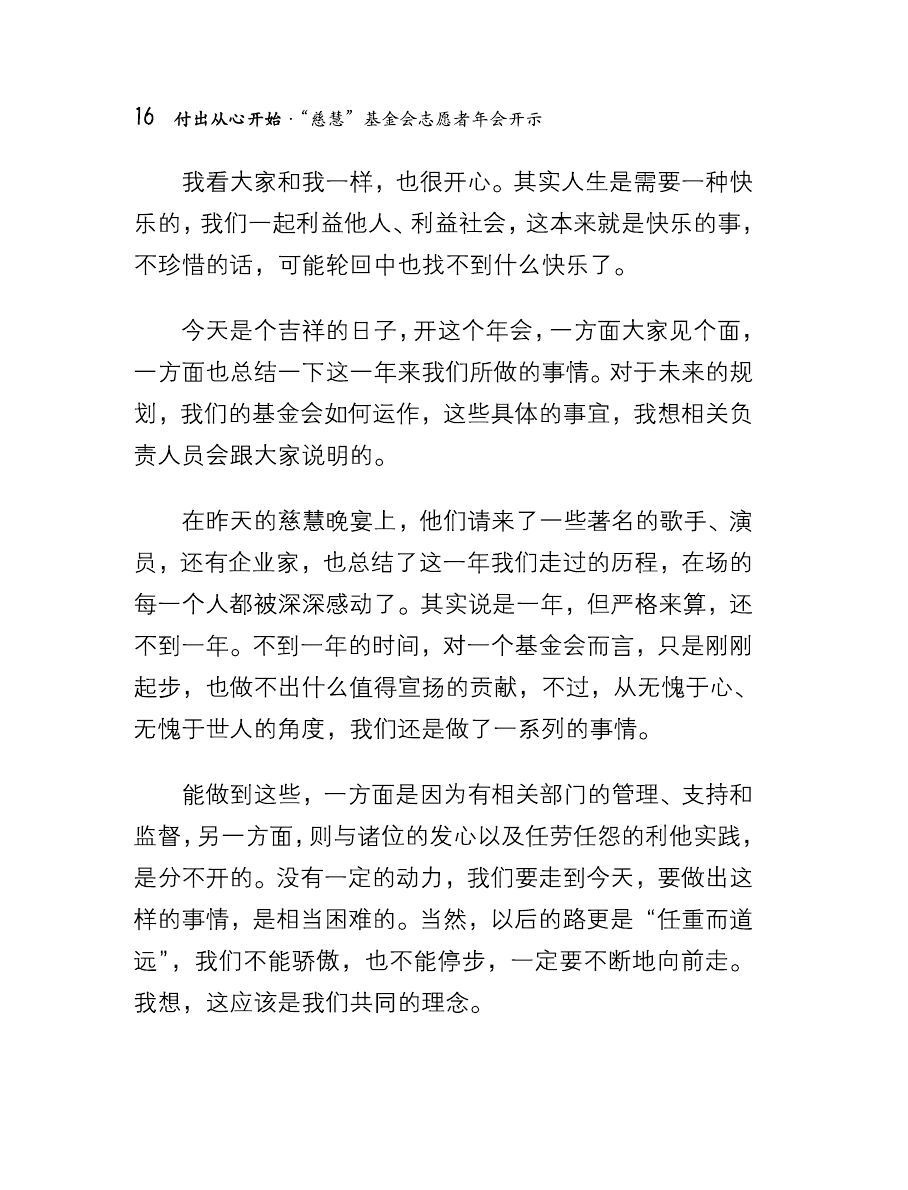 16 付出从心开始·“慈慧”基金会志愿者年会开示
我看大家和我一样，也很开心。其实人生是需要一种快
乐的，我们一起利益他人、利益社会，这本来就是快乐的事，
不珍惜的话，可能轮回中也找不到什么快乐了。
今天是个吉祥的日子，开这个年会，一方面大家见个面，
一方面也总结一下这一年来我们所做的事情。对于未来的规
划，我们的基金会如何运作，这些具体的事宜，我想相关负
责人员会跟大家说明的。
在昨天的慈慧晚宴上，他们请来了一些著名的歌手、演
员，还有企业家，也总结了这一年我们走过的历程，在场的
每一个人都被深深感动了。其实说是一年，但严格来算，还
不到一年。不到一年的时间，对一个基金会而言，只是刚刚
起步，也做不出什么值得宣扬的贡献，不过，从无愧于心、
无愧于世人的角度，我们还是做了一系列的事情。
能做到这些，一方面是因为有相关部门的管理、支持和
监督，另一方面，则与诸位的发心以及任劳任怨的利他实践，
是分不开的。没有一定的动力，我们要走到今天，要做出这
样的事情，是相当困难的。当然，以后的路更是“任重而道
远”，我们不能骄傲，也不能停步，一定要不断地向前走。
我想，这应该是我们共同的理念。